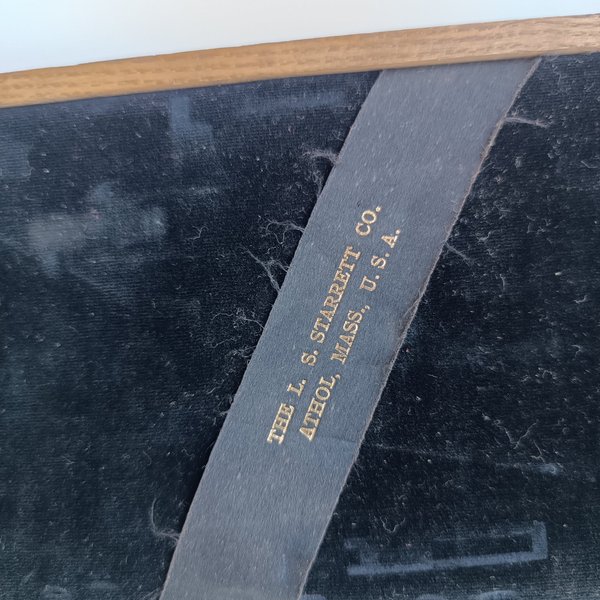 THE L. S. STARRETT CO.
ATHOL, MASS., U. S. A.